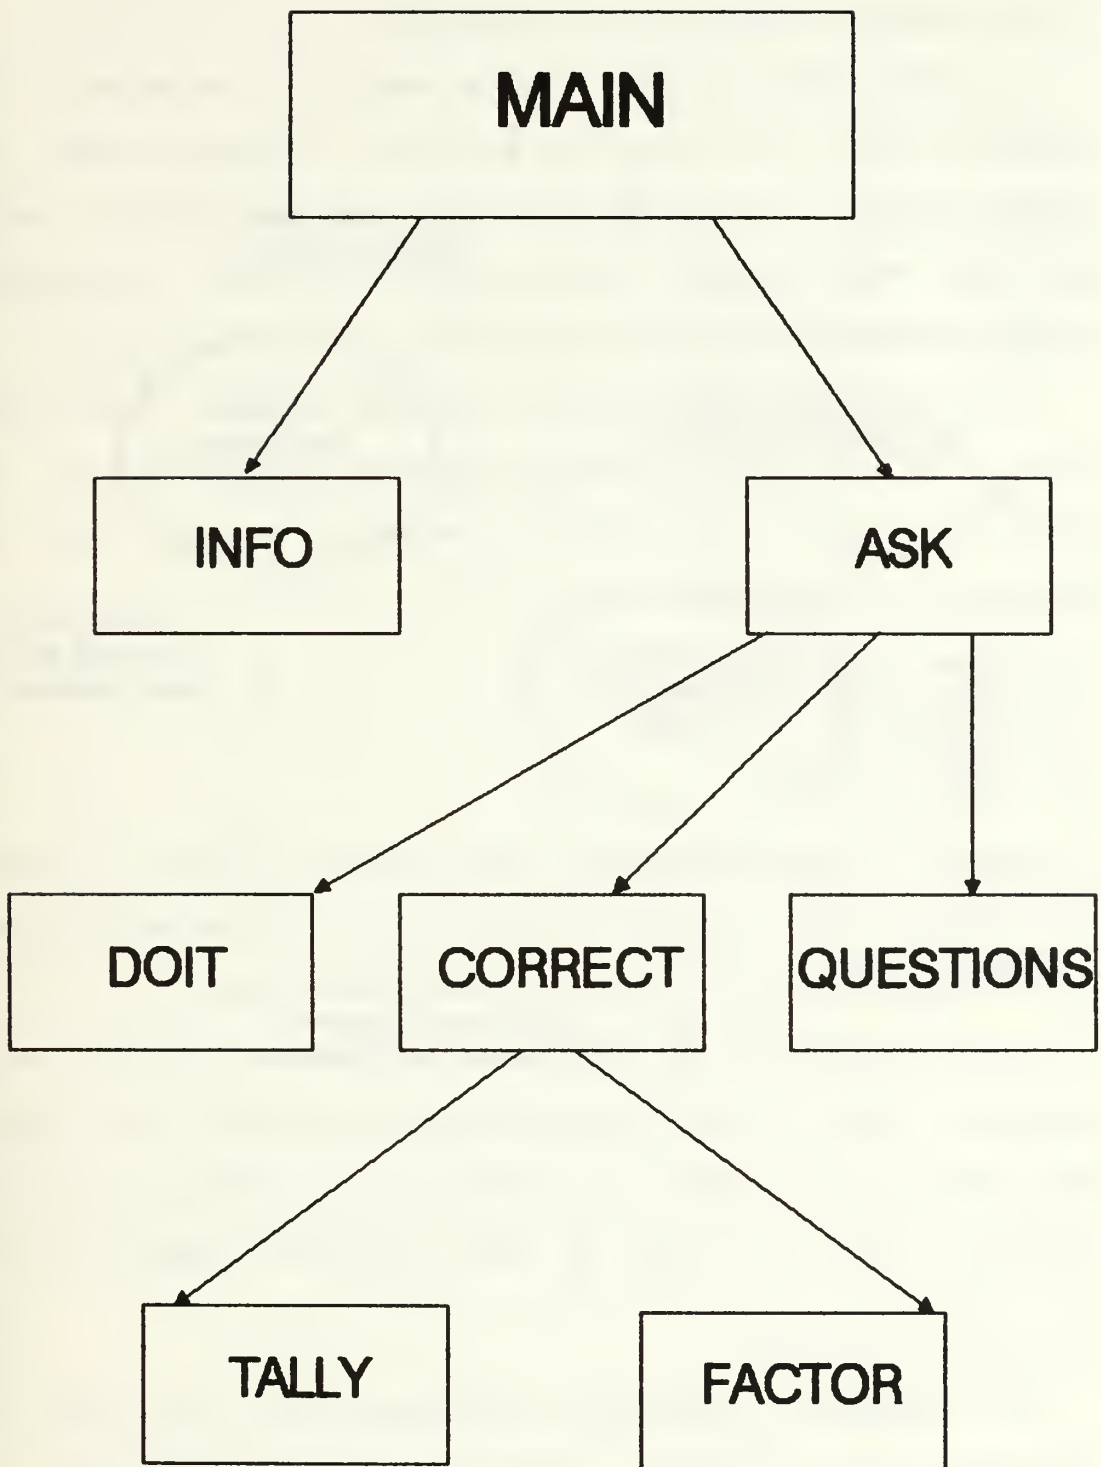 MAIN
INFO
ASK
DOIT
CORRECT
QUESTIONS
TALLY
FACTOR